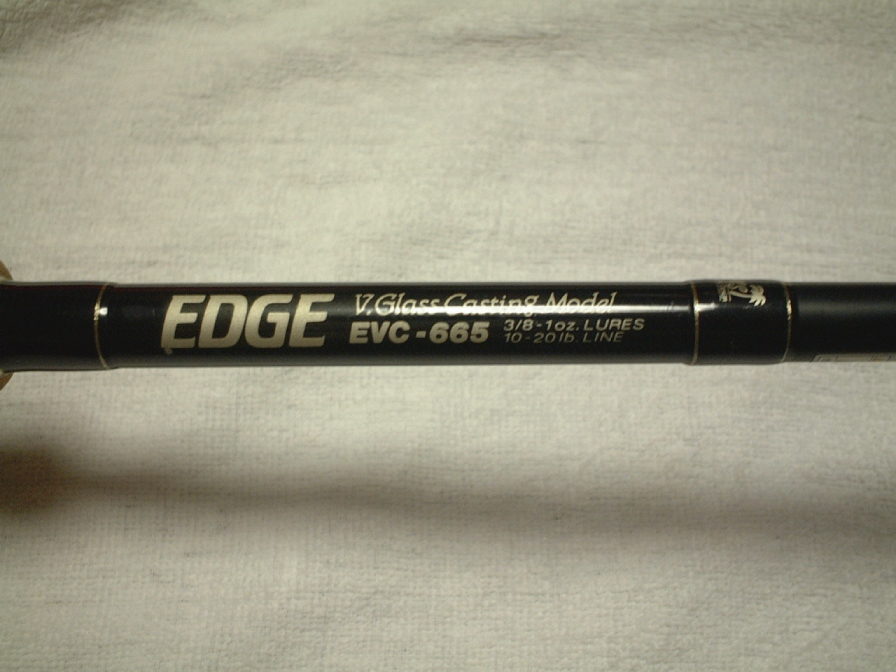 EDGE
V.Glass Casting Model
EVC-665
3/8-1oz. LURES
10-20lb. LINE